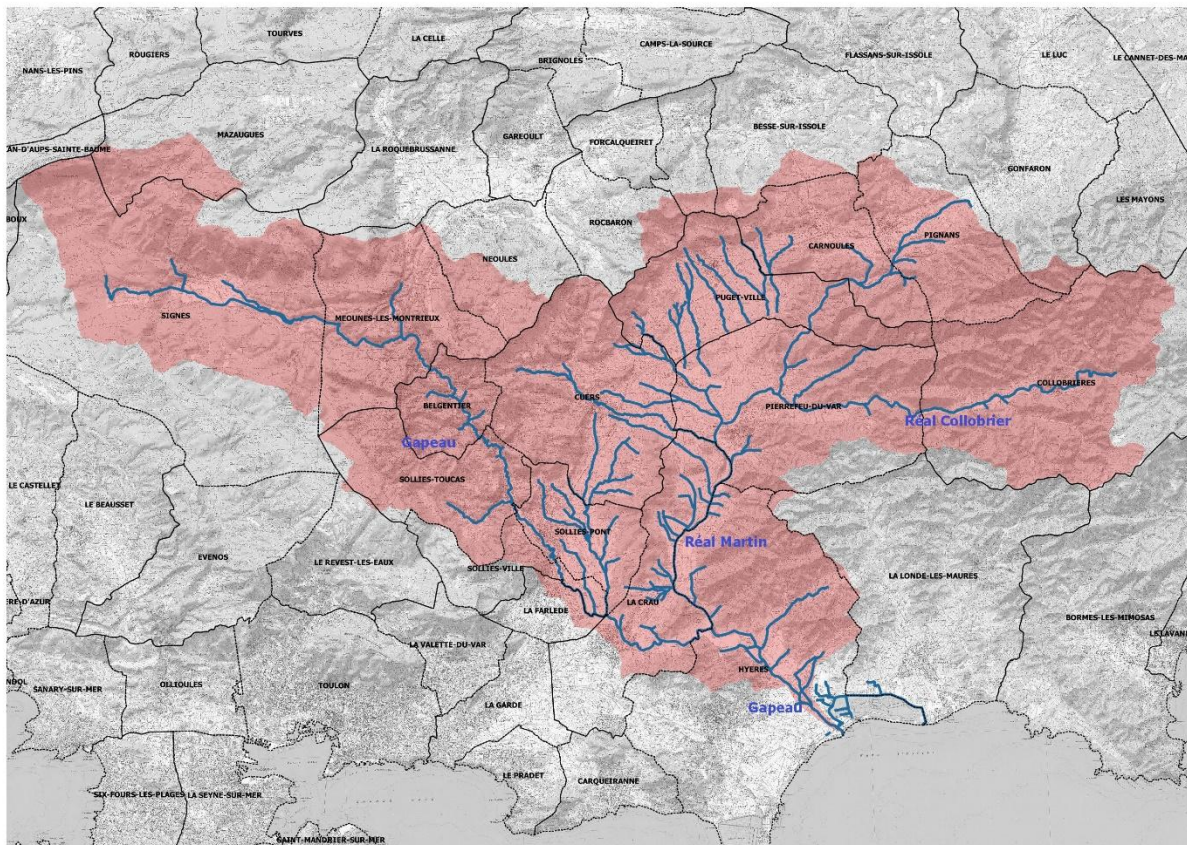 TOURVES
LA CELLE
ROUGIERS
CAMPS-LA-SOURCE
FLASSANS-SUR-ISSOLE
LE LUC
LE CANNET-DES-MA
NANS-LES-PINS
BRIGNOLES
MAZAUGUES
GAREOULT
FORCALQUEIRET
BESSE-SUR-ISSOLE
AN-D'AUPS-SAINTE-BAUME
LA ROQUEBRUSSANNE
GONFARON
LES MAYONS
BOUX
ROCBARON
PIGNANS
CARNOULES
NEOULES
PUGET-VILLE
SIGNES
MEOUNES-LES-MONTRIEUX
COLLOBRIERES
CUERS
BELGENTIER
PIERREFEU-DU-VAR
Réal Collobrier
Gapeau
SOLLIES-TOUCAS
LE CASTELLET
LE BEAUSSET
SOLLIES-PONT
Réal Martin
EVENOS
LE REVEST-LES-EAUX
SOLLIES-VILLE
LA LONDE-LES-MAURES
ERE-D'AZUR
LA CRAU
LA FARLEDE
BORMES-LES-MIMOSAS
LE LAVAN
LA VALETTE-DU-VAR
HYERES
NDOL
SANARY-SUR-MER
OLLIOULES
TOULON
LA GARDE
Gapeau
LE PRADET
CARQUEIRANNE
SIX-FOURS-LES-PLAGES
LA SEYNE-SUR-MER
SAINT-MANDRIER-SUR-MER